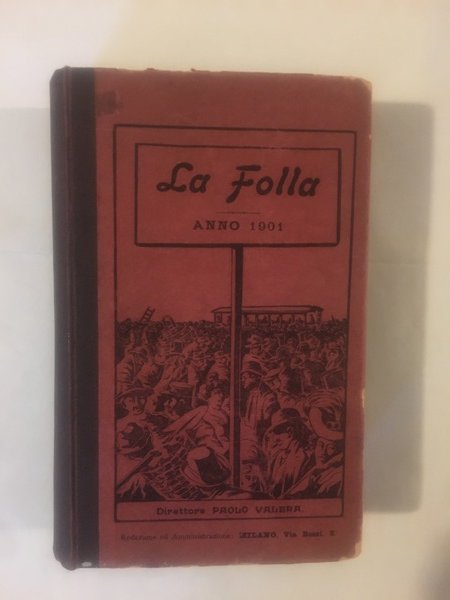 La Folla
ANNO 1901
Direttore PAOLO VALERA
Redazione ed Amministrazione: MILANO, Via Bossi,